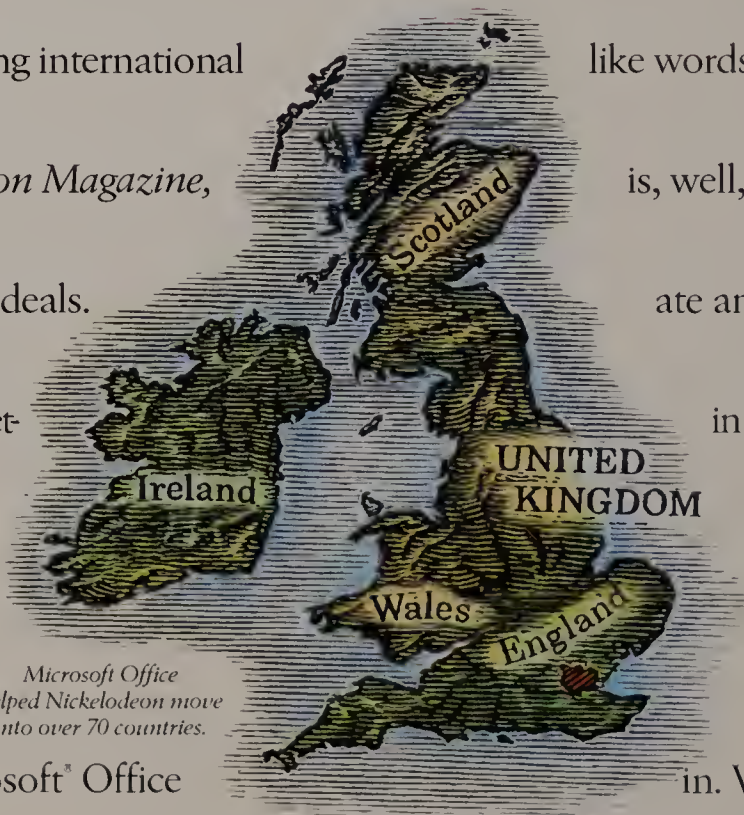 ng international
like words
on Magazine,
is, well,
Scotland
deals.
ate an
et-
in
UNITED
KINGDOM
Ireland
Wales
England
Microsoft Office
lped Nickelodeon move
nto over 70 countries.
soft® Office
in. V